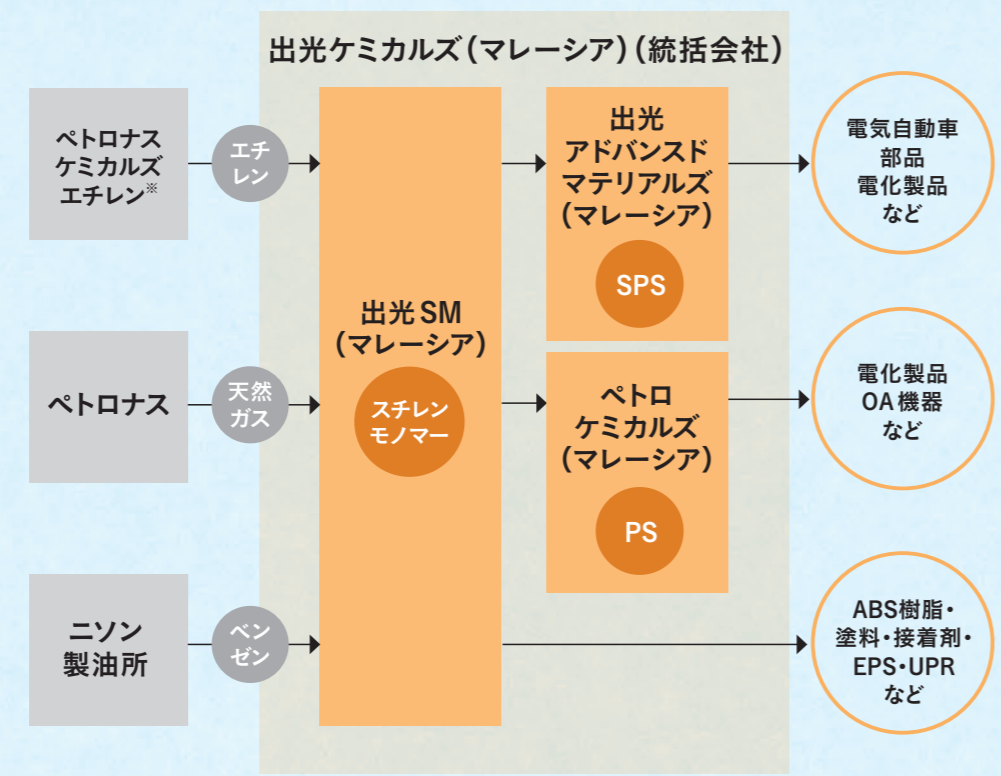 出光ケミカルズ(マレーシア)(統括会社)
ペトロナス
ケミカルズ
エチレン※
エチ
レン
出光
アドバンスド
マテリアルズ
(マレーシア)
SPS
電気自動車
部品
電化製品
など
出光SM
(マレーシア)
スチレン
モノマー
ペトロナス
天然
ガス
ペトロ
ケミカルズ
(マレーシア)
PS
電化製品
OA機器
など
ニソン
製油所
ベン
ゼン
ABS樹脂・
塗料・接着剤・
EPS・UPR
など